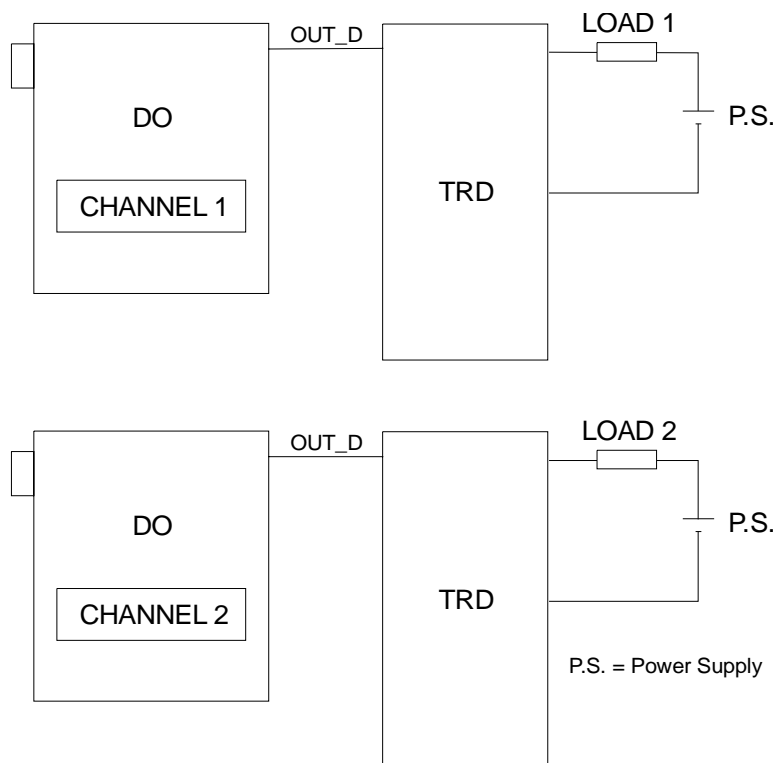 OUT_D
LOAD 1
DO
P.S.
TRD
CHANNEL 1
OUT_D
LOAD 2
DO
P.S.
TRD
CHANNEL 2
P.S. = Power Supply